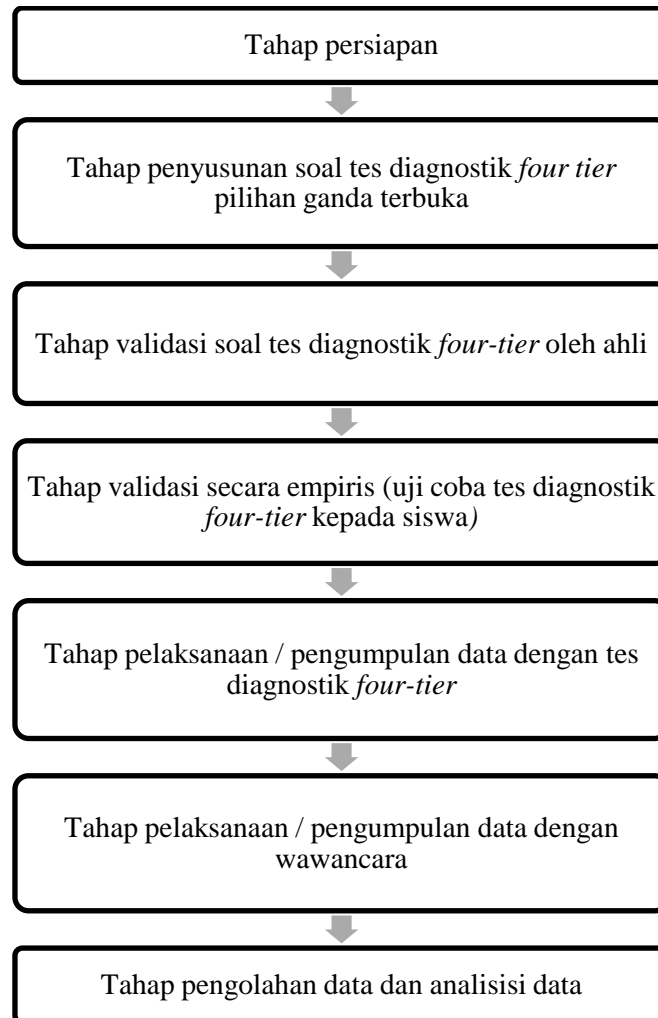 Tahap persiapan
Tahap penyusunan soal tes diagnostik four tier
pilihan ganda terbuka
Tahap validasi soal tes diagnostik four-tier oleh ahli
Tahap validasi secara empiris (uji coba tes diagnostik
four-tier kepada siswa)
Tahap pelaksanaan / pengumpulan data dengan tes
diagnostik four-tier
Tahap pelaksanaan / pengumpulan data dengan
wawancara
Tahap pengolahan data dan analisisi data